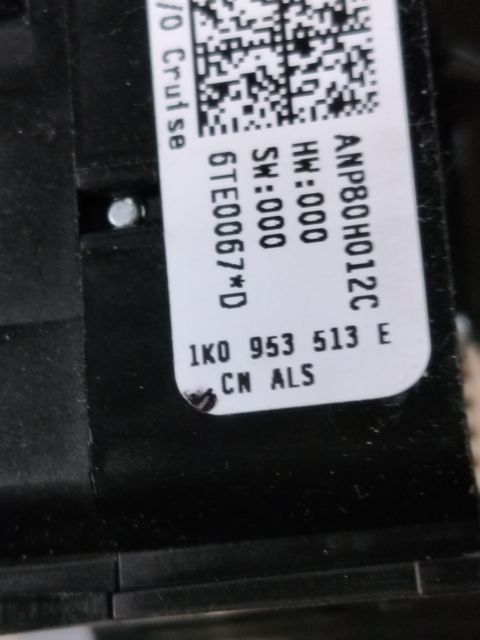 /O Cruise
ANP80H012C
HW:000
SW:000
6TE0067*D
1K0 953 513 E
CN ALS